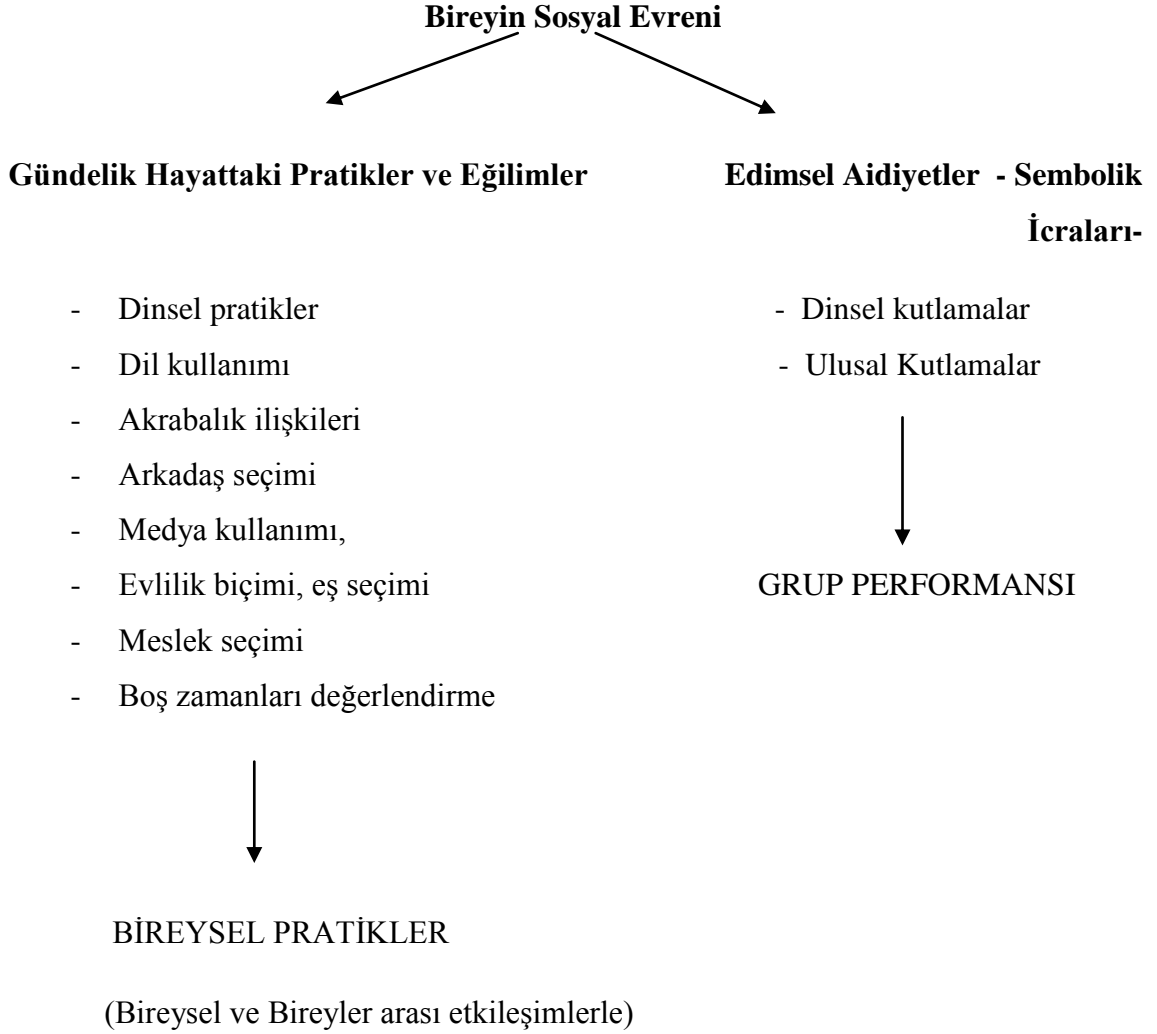 Bireyin Sosyal Evreni
Gündelik Hayattaki Pratikler ve Eğilimler
- Dinsel pratikler
- Dil kullanımı
- Akrabalık ilişkileri
- Arkadaş seçimi
- Medya kullanımı,
- Evlilik biçimi, eş seçimi
- Meslek seçimi
- Boş zamanları değerlendirme
BİREYSEL PRATİKLER
(Bireysel ve Bireyler arası etkileşimlerle)
Edimsel Aidiyetler - Sembolik
İcraları-
- Dinsel kutlamalar
- Ulusal Kutlamalar
GRUP PERFORMANSI